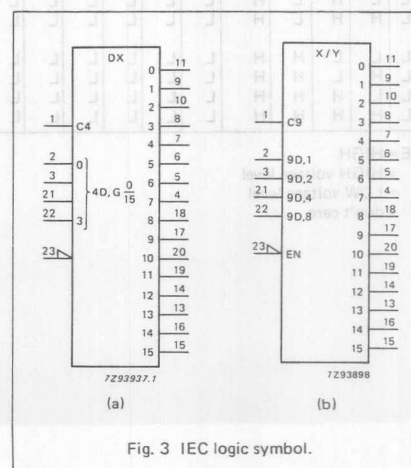 DX
0 11
1 9
2 10
1 C4 3 8
4 7
2 0 5 6
3 6 5
21 4D, G 0/15 7 4
22 3 8 18
9 17
23 10 20
11 19
12 14
13 13
14 16
15 15
7Z93937.1
(a)
X/Y
0 11
1 9
2 10
1 C9 3 8
4 7
2 9D,1 5 6
3 9D,2 6 5
21 9D,4 7 4
22 9D,8 8 18
9 17
23 EN 10 20
11 19
12 14
13 13
14 16
15 15
7Z93898
(b)
Fig. 3 IEC logic symbol.